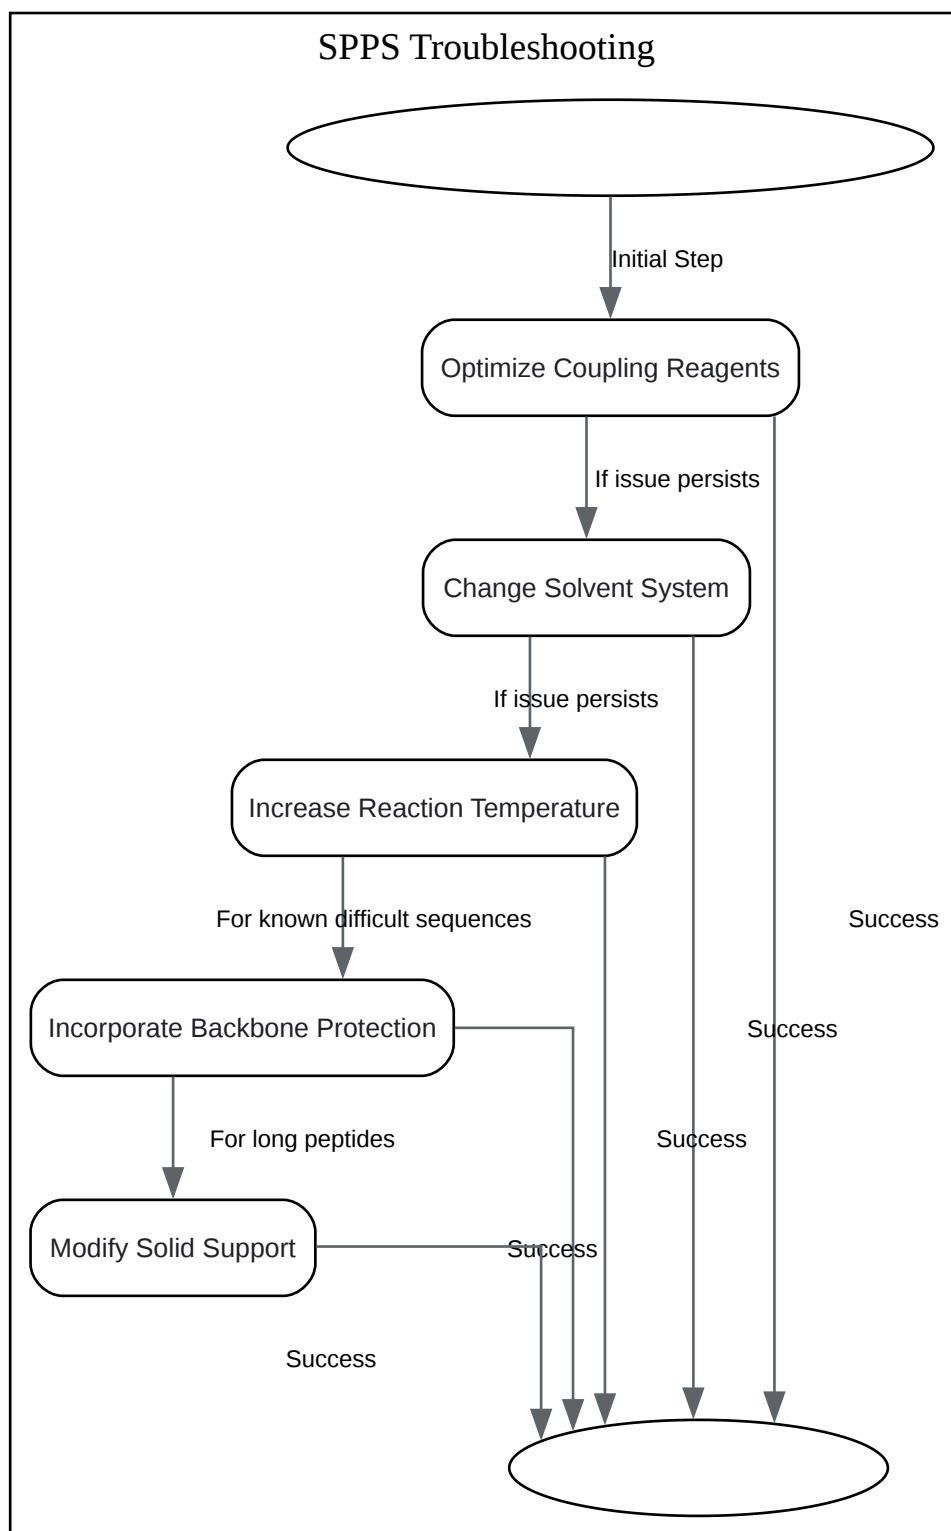 SPPS Troubleshooting
Initial Step
Optimize Coupling Reagents
If issue persists
Change Solvent System
If issue persists
Increase Reaction Temperature
For known difficult sequences
Success
Incorporate Backbone Protection
Success
For long peptides
Success
Modify Solid Support
Success
Success